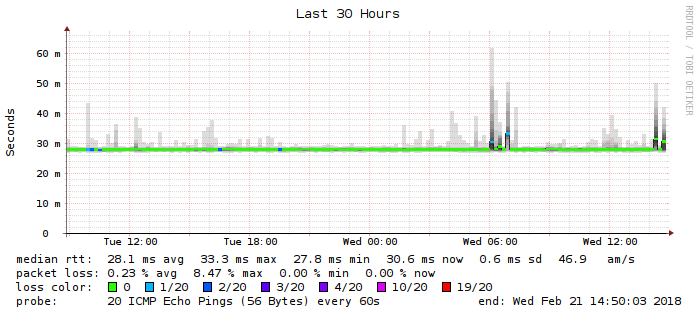 Last 30 Hours
RRDTOOL / TOBI OETIKER
Seconds
60 m
50 m
40 m
30 m
20 m
10 m
0
Tue 12:00 Tue 18:00 Wed 00:00 Wed 06:00 Wed 12:00
median rtt: 28.1 ms avg 33.3 ms max 27.8 ms min 30.6 ms now 0.6 ms sd 46.9 am/s
packet loss: 0.23 % avg 8.47 % max 0.00 % min 0.00 % now
loss color: 0 1/20 2/20 3/20 4/20 10/20 19/20
probe: 20 ICMP Echo Pings (56 Bytes) every 60s end: Wed Feb 21 14:50:03 2018